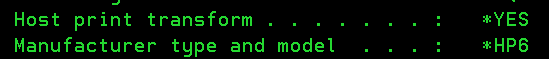 Host print transform . . . . . . . . :   *YES
Manufacturer type and model  . . . . :   *HP6